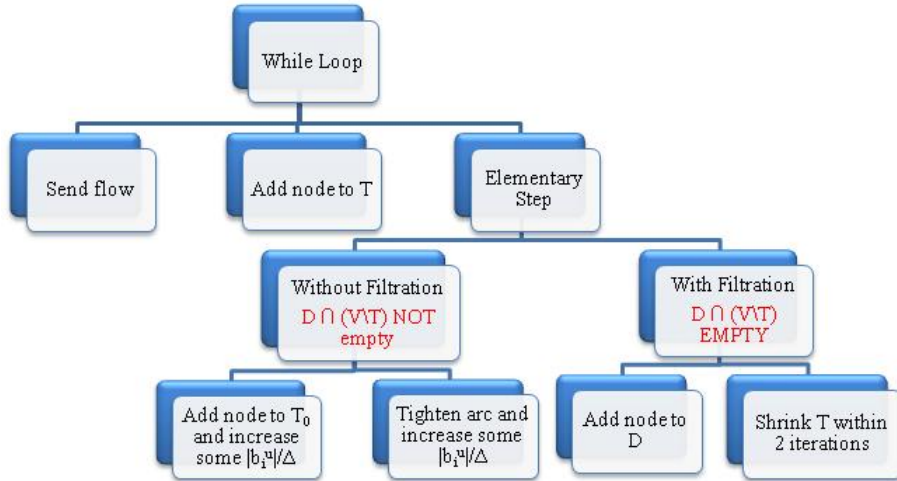 While Loop
Send flow
Add node to T
Elementary
Step
Without Filtration
D ∩ (V\T) NOT
empty
With Filtration
D ∩ (V\T)
EMPTY
Add node to T₀
and increase
some |bᵢᵘ|/Δ
Tighten arc and
increase some
|bᵢᵘ|/Δ
Add node to
D
Shrink T within
2 iterations